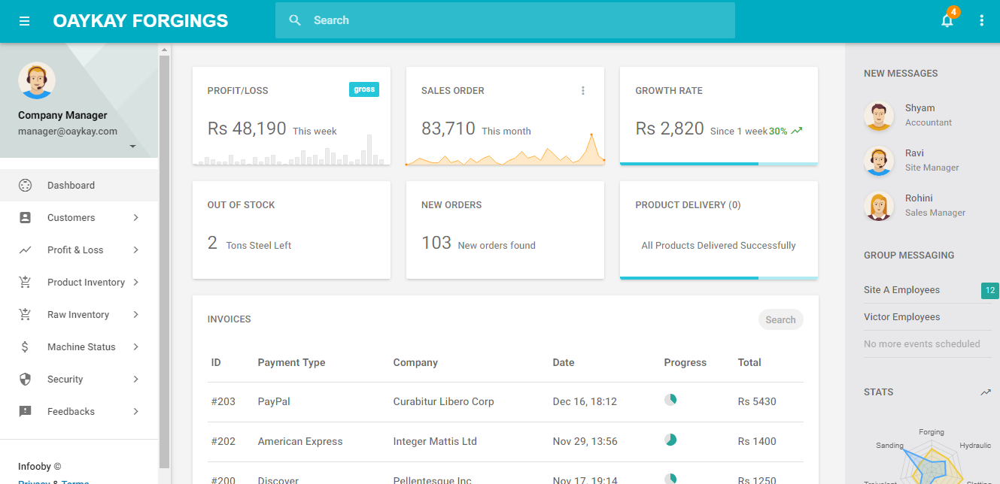 OAYKAY FORGINGS
Search
4
Company Manager
manager@oaykay.com
Dashboard
Customers
Profit & Loss
Product Inventory
Raw Inventory
Machine Status
Security
Feedbacks
Infooby ©
Privacy & Terms
PROFIT/LOSS
gross
Rs 48,190 This week
SALES ORDER
83,710 This month
GROWTH RATE
Rs 2,820 Since 1 week 30%
OUT OF STOCK
2 Tons Steel Left
NEW ORDERS
103 New orders found
PRODUCT DELIVERY (0)
All Products Delivered Successfully
INVOICES
Search
ID Payment Type Company Date Progress Total
#203 PayPal Curabitur Libero Corp Dec 16, 18:12 Rs 5430
#202 American Express Integer Mattis Ltd Nov 29, 13:56 Rs 1400
#200 Discover Pellentesque Inc Nov 17, 19:14 Rs 1250
NEW MESSAGES
Shyam
Accountant
Ravi
Site Manager
Rohini
Sales Manager
GROUP MESSAGING
Site A Employees 12
Victor Employees
No more events scheduled
STATS
Forging
Sanding Hydraulic